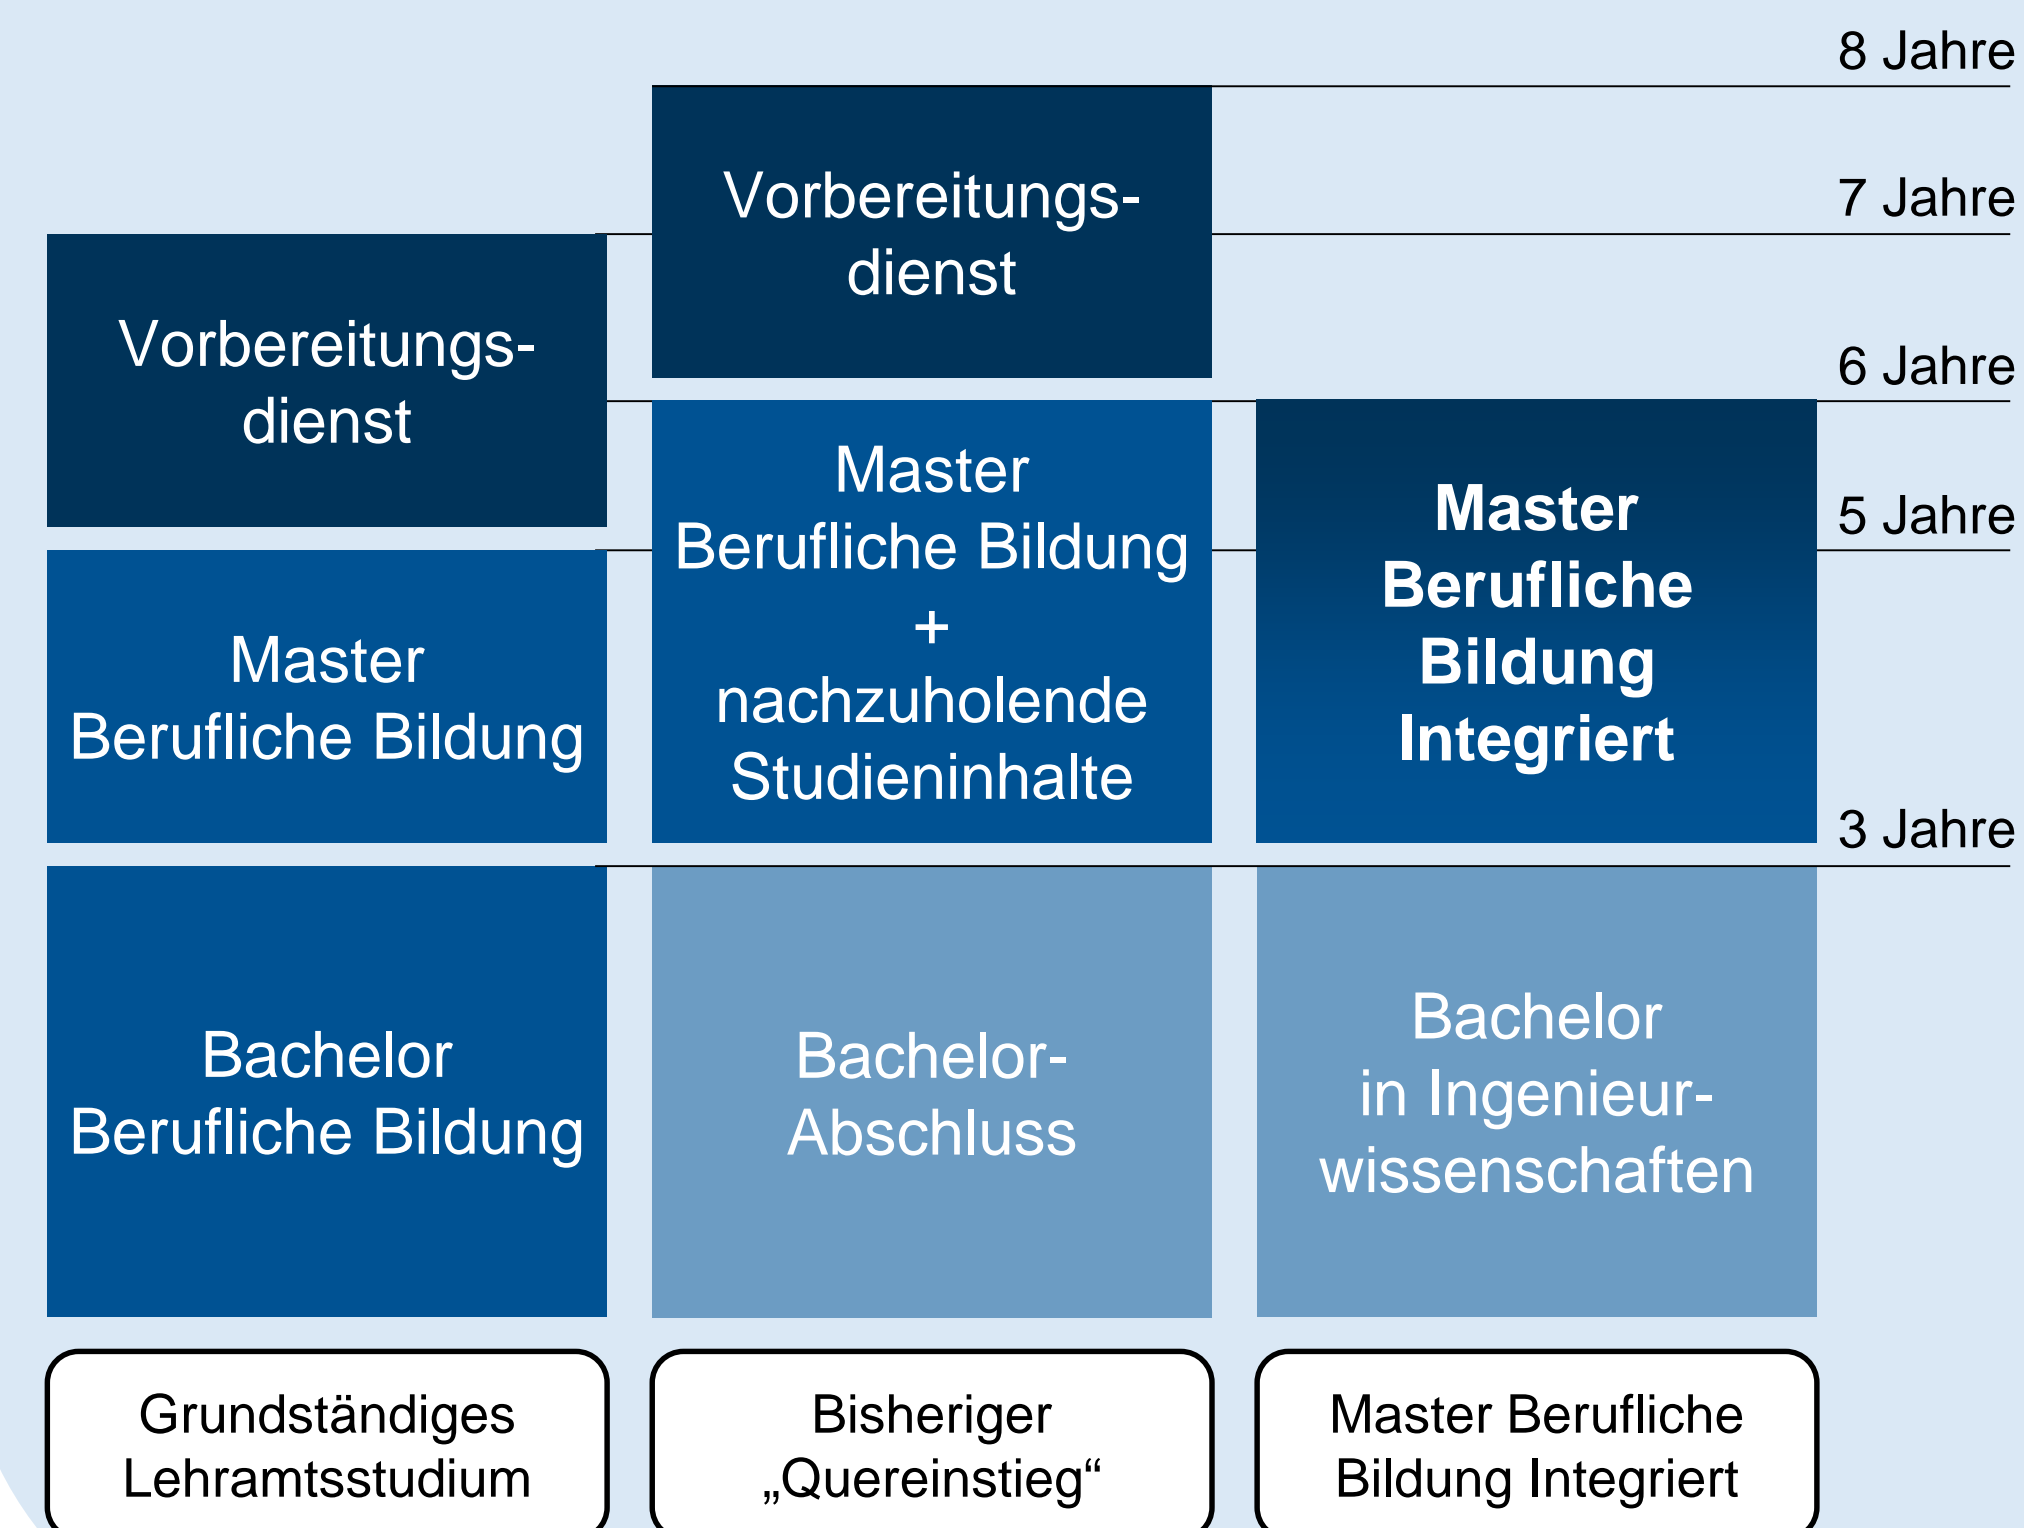 8 Jahre
7 Jahre
6 Jahre
5 Jahre
3 Jahre
Vorbereitungs-
dienst
Master
Berufliche Bildung
Bachelor
Berufliche Bildung
Grundständiges
Lehramtsstudium
Vorbereitungs-
dienst
Master
Berufliche Bildung
+
nachzuholende
Studieninhalte
Bachelor-
Abschluss
Bisheriger
„Quereinstieg“
Master
Berufliche
Bildung
Integriert
Bachelor
in Ingenieur-
wissenschaften
Master Berufliche
Bildung Integriert